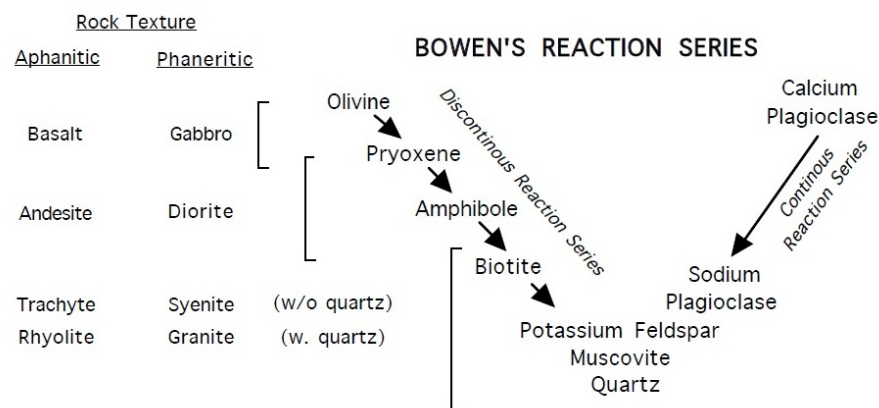 Rock Texture
Aphanitic Phaneritic
BOWEN'S REACTION SERIES
Basalt Gabbro
Andesite Diorite
Trachyte Syenite (w/o quartz)
Rhyolite Granite (w. quartz)
Olivine
Pryoxene
Amphibole
Biotite
Discontinous Reaction Series
Calcium
Plagioclase
Continous
Reaction Series
Sodium
Plagioclase
Potassium Feldspar
Muscovite
Quartz